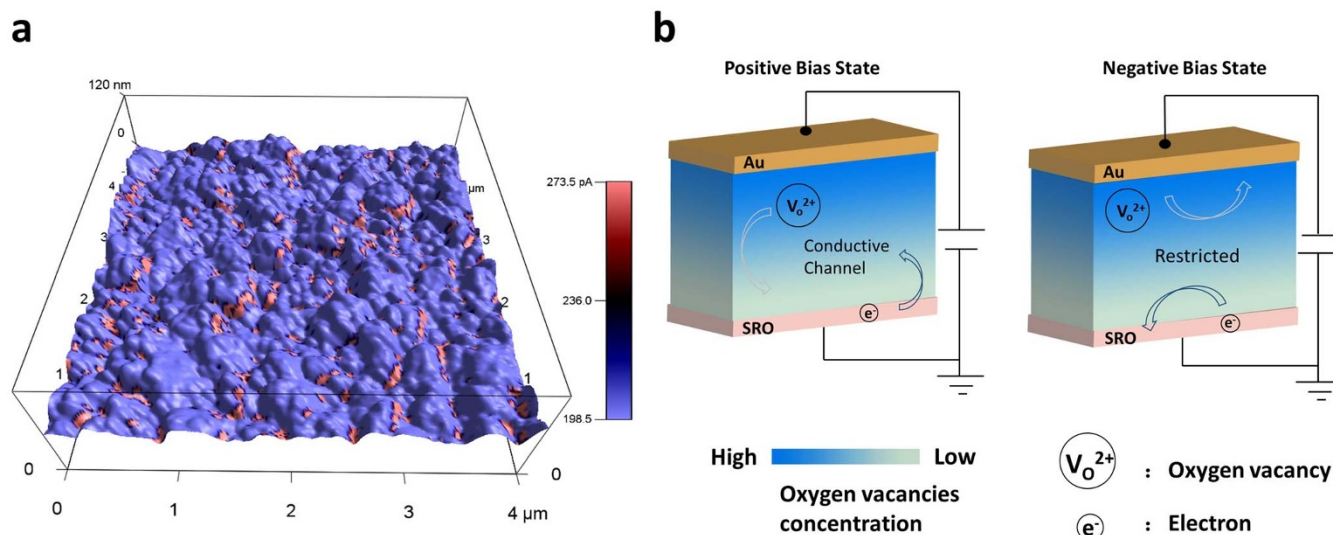 a
120 nm
0
4
3
2
1
0
μm
3
2
1
0
0
1
2
3
4 μm
273.5 pA
236.0
198.5
b
Positive Bias State
Au
Vo²⁺
Conductive
Channel
e⁻
SRO
Negative Bias State
Au
Vo²⁺
Restricted
e⁻
SRO
High
Low
Oxygen vacancies
concentration
Vo²⁺ : Oxygen vacancy
e⁻ : Electron